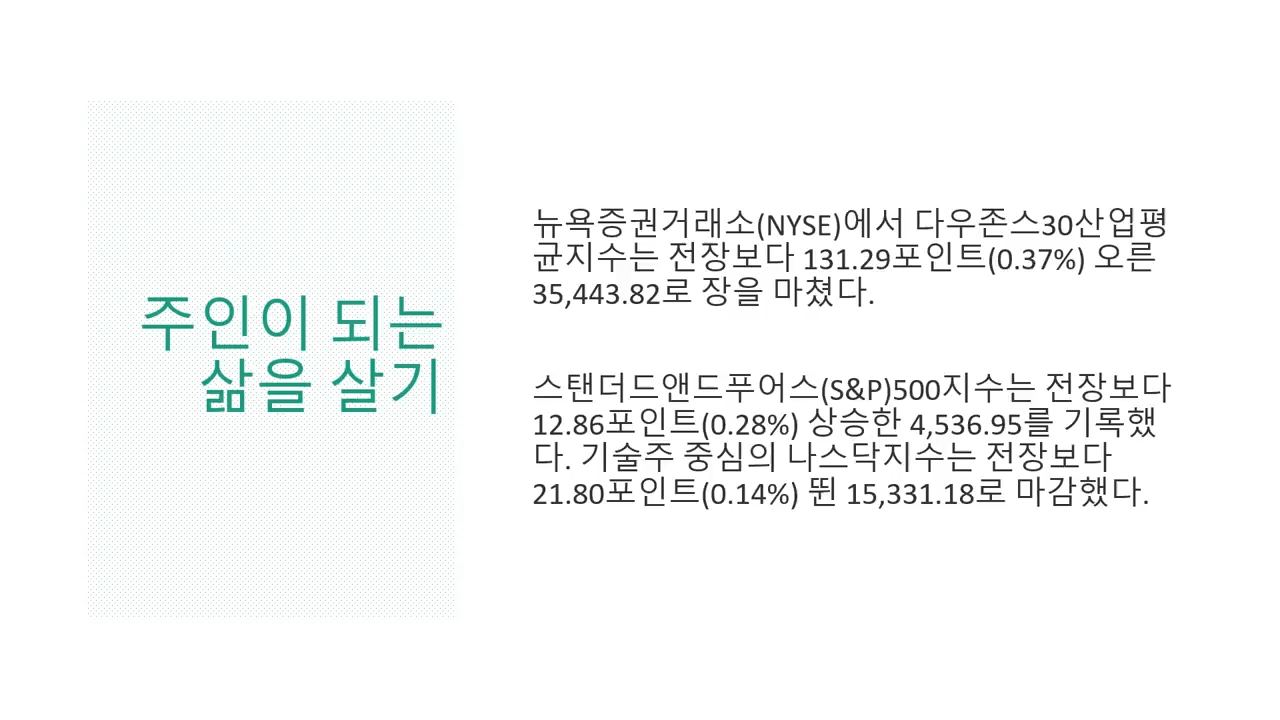 주인이 되는
삶을 살기
뉴욕증권거래소(NYSE)에서 다우존스30산업평
균지수는 전장보다 131.29포인트(0.37%) 오른
35,443.82로 장을 마쳤다.
스탠더드앤드푸어스(S&P)500지수는 전장보다
12.86포인트(0.28%) 상승한 4,536.95를 기록했
다. 기술주 중심의 나스닥지수는 전장보다
21.80포인트(0.14%) 뛴 15,331.18로 마감했다.